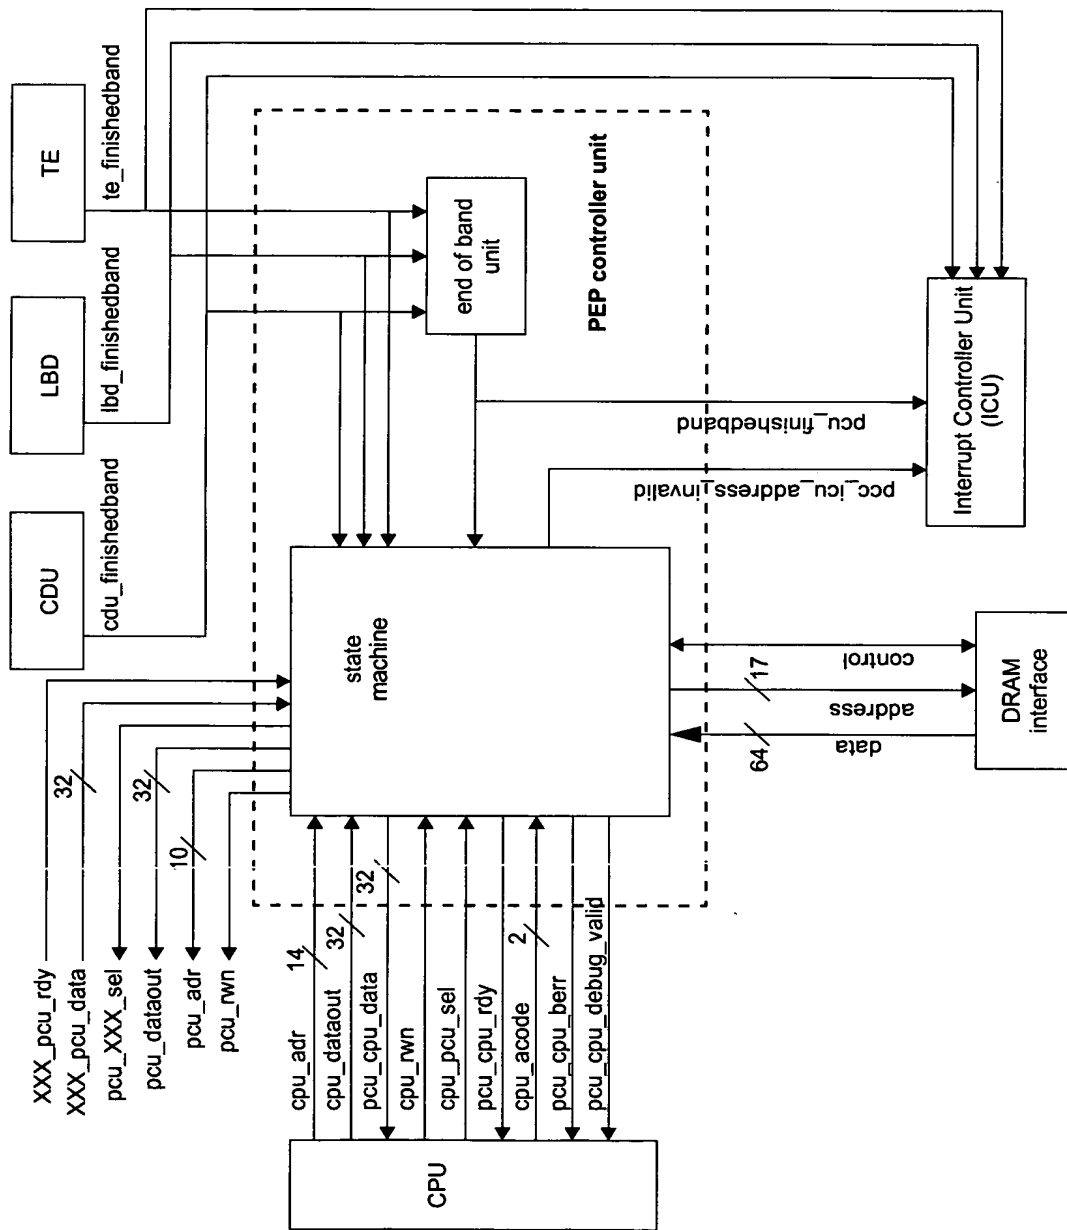 CDU
LBD
TE
cdu_finishedband
lbd_finishedband
te_finishedband
XXX_pcu_rdy
XXX_pcu_data
32
pcu_XXX_sel
pcu_dataout
32
pcu_adr
10
pcu_rwn
state
machine
end of band
unit
PEP controller unit
CPU
cpu_adr
14
cpu_dataout
32
pcu_cpu_data
32
cpu_rwn
cpu_pcu_sel
pcu_cpu_rdy
cpu_acode
2
pcu_cpu_berr
pcu_cpu_debug_valid
64
data
17
address
control
DRAM
interface
pcc_icu_address_invalid
pcu_finishedband
Interrupt Controller Unit
(ICU)